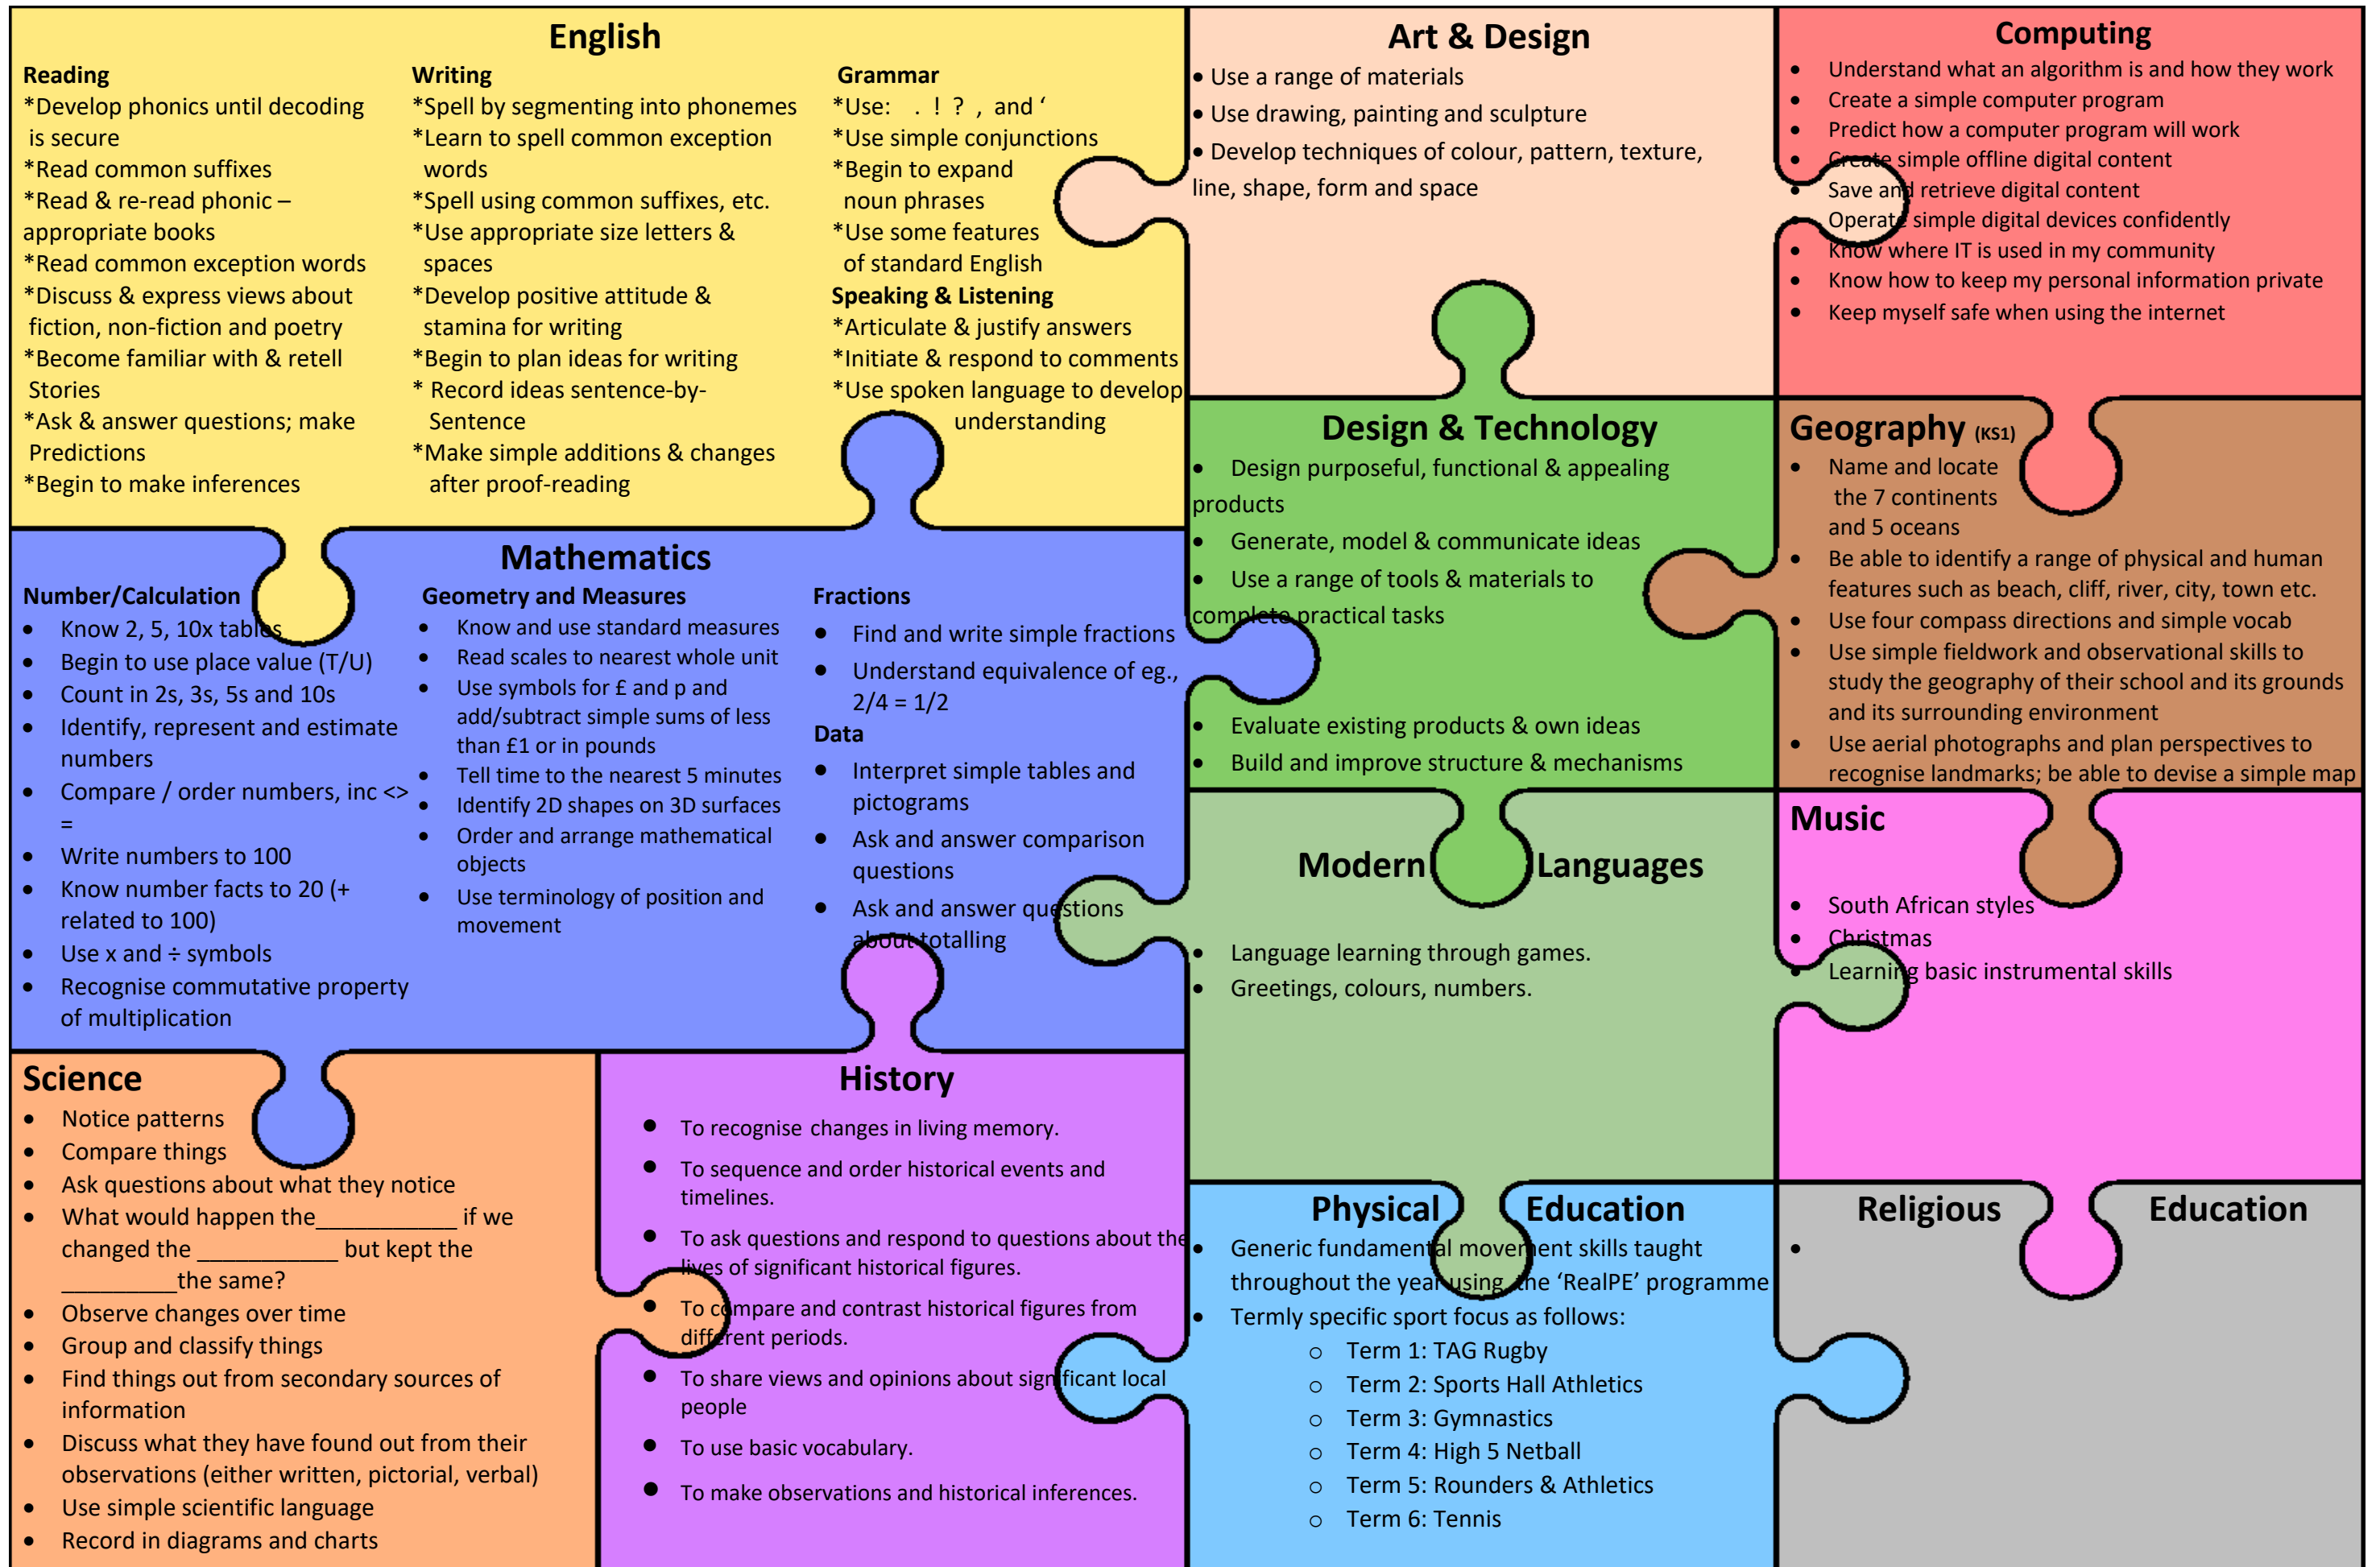 English
Reading
*Develop phonics until decoding
is secure
*Read common suffixes
*Read & re-read phonic –
appropriate books
*Read common exception words
*Discuss & express views about
fiction, non-fiction and poetry
*Become familiar with & retell
Stories
*Ask & answer questions; make
Predictions
*Begin to make inferences
Writing
*Spell by segmenting into phonemes
*Learn to spell common exception
words
*Spell using common suffixes, etc.
*Use appropriate size letters &
spaces
*Develop positive attitude &
stamina for writing
*Begin to plan ideas for writing
* Record ideas sentence-by-
Sentence
*Make simple additions & changes
after proof-reading
Grammar
*Use: . ! ? , and ‘
*Use simple conjunctions
*Begin to expand
noun phrases
*Use some features
of standard English
Speaking & Listening
*Articulate & justify answers
*Initiate & respond to comments
*Use spoken language to develop
understanding
Art & Design
• Use a range of materials
• Use drawing, painting and sculpture
• Develop techniques of colour, pattern, texture,
line, shape, form and space
Computing
• Understand what an algorithm is and how they work
• Create a simple computer program
• Predict how a computer program will work
• Create simple offline digital content
• Save and retrieve digital content
• Operate simple digital devices confidently
• Know where IT is used in my community
• Know how to keep my personal information private
• Keep myself safe when using the internet
Mathematics
Number/Calculation
• Know 2, 5, 10x tables
• Begin to use place value (T/U)
• Count in 2s, 3s, 5s and 10s
• Identify, represent and estimate
numbers
• Compare / order numbers, inc <>
=
• Write numbers to 100
• Know number facts to 20 (+
related to 100)
• Use x and ÷ symbols
• Recognise commutative property
of multiplication
Geometry and Measures
• Know and use standard measures
• Read scales to nearest whole unit
• Use symbols for £ and p and
add/subtract simple sums of less
than £1 or in pounds
• Tell time to the nearest 5 minutes
• Identify 2D shapes on 3D surfaces
• Order and arrange mathematical
objects
• Use terminology of position and
movement
Fractions
• Find and write simple fractions
• Understand equivalence of eg.,
2/4 = 1/2
Data
• Interpret simple tables and
pictograms
• Ask and answer comparison
questions
• Ask and answer questions
about totalling
Design & Technology
• Design purposeful, functional & appealing
products
• Generate, model & communicate ideas
• Use a range of tools & materials to
complete practical tasks
• Evaluate existing products & own ideas
• Build and improve structure & mechanisms
Geography (KS1)
• Name and locate
the 7 continents
and 5 oceans
• Be able to identify a range of physical and human
features such as beach, cliff, river, city, town etc.
• Use four compass directions and simple vocab
• Use simple fieldwork and observational skills to
study the geography of their school and its grounds
and its surrounding environment
• Use aerial photographs and plan perspectives to
recognise landmarks; be able to devise a simple map
Modern Languages
• Language learning through games.
• Greetings, colours, numbers.
Music
• South African styles
• Christmas
• Learning basic instrumental skills
Science
• Notice patterns
• Compare things
• Ask questions about what they notice
• What would happen the___________ if we
changed the ___________ but kept the
_________the same?
• Observe changes over time
• Group and classify things
• Find things out from secondary sources of
information
• Discuss what they have found out from their
observations (either written, pictorial, verbal)
• Use simple scientific language
• Record in diagrams and charts
History
• To recognise changes in living memory.
• To sequence and order historical events and
timelines.
• To ask questions and respond to questions about the
lives of significant historical figures.
• To compare and contrast historical figures from
different periods.
• To share views and opinions about significant local
people
• To use basic vocabulary.
• To make observations and historical inferences.
Physical Education
• Generic fundamental movement skills taught
throughout the year using, the ‘RealPE’ programme
• Termly specific sport focus as follows:
o Term 1: TAG Rugby
o Term 2: Sports Hall Athletics
o Term 3: Gymnastics
o Term 4: High 5 Netball
o Term 5: Rounders & Athletics
o Term 6: Tennis
Religious Education
•